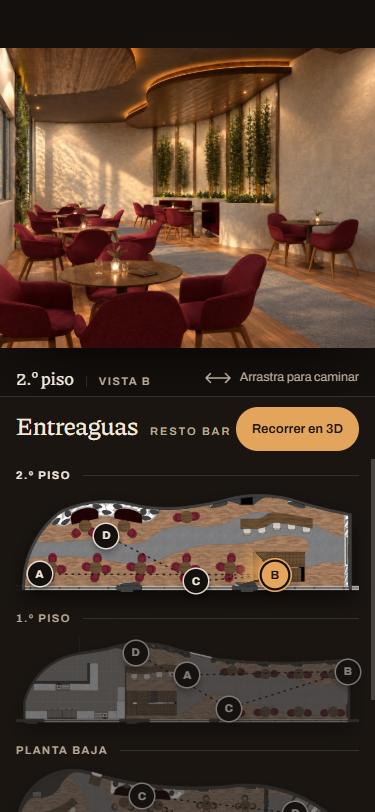 2.º piso VISTA B Arrastra para caminar
Entreaguas RESTO BAR Recorrer en 3D
2.º PISO
D
A C B
1.º PISO
D
A B
C
PLANTA BAJA
C
D